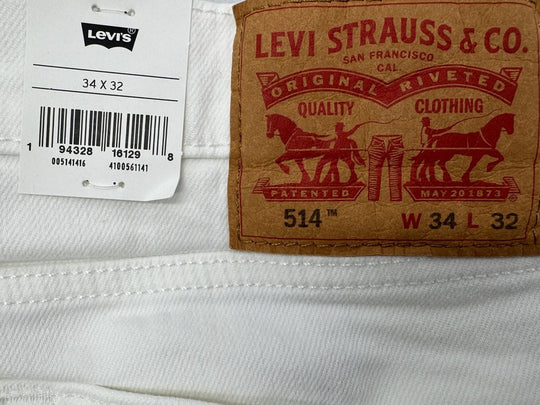 Levi's
34 X 32
1 94328 16129 8
005141416 4100561141
LEVI STRAUSS & CO.
SAN FRANCISCO
CAL.
ORIGINAL RIVETED
QUALITY CLOTHING
PATENTED MAY 20 1873
514™ W 34 L 32